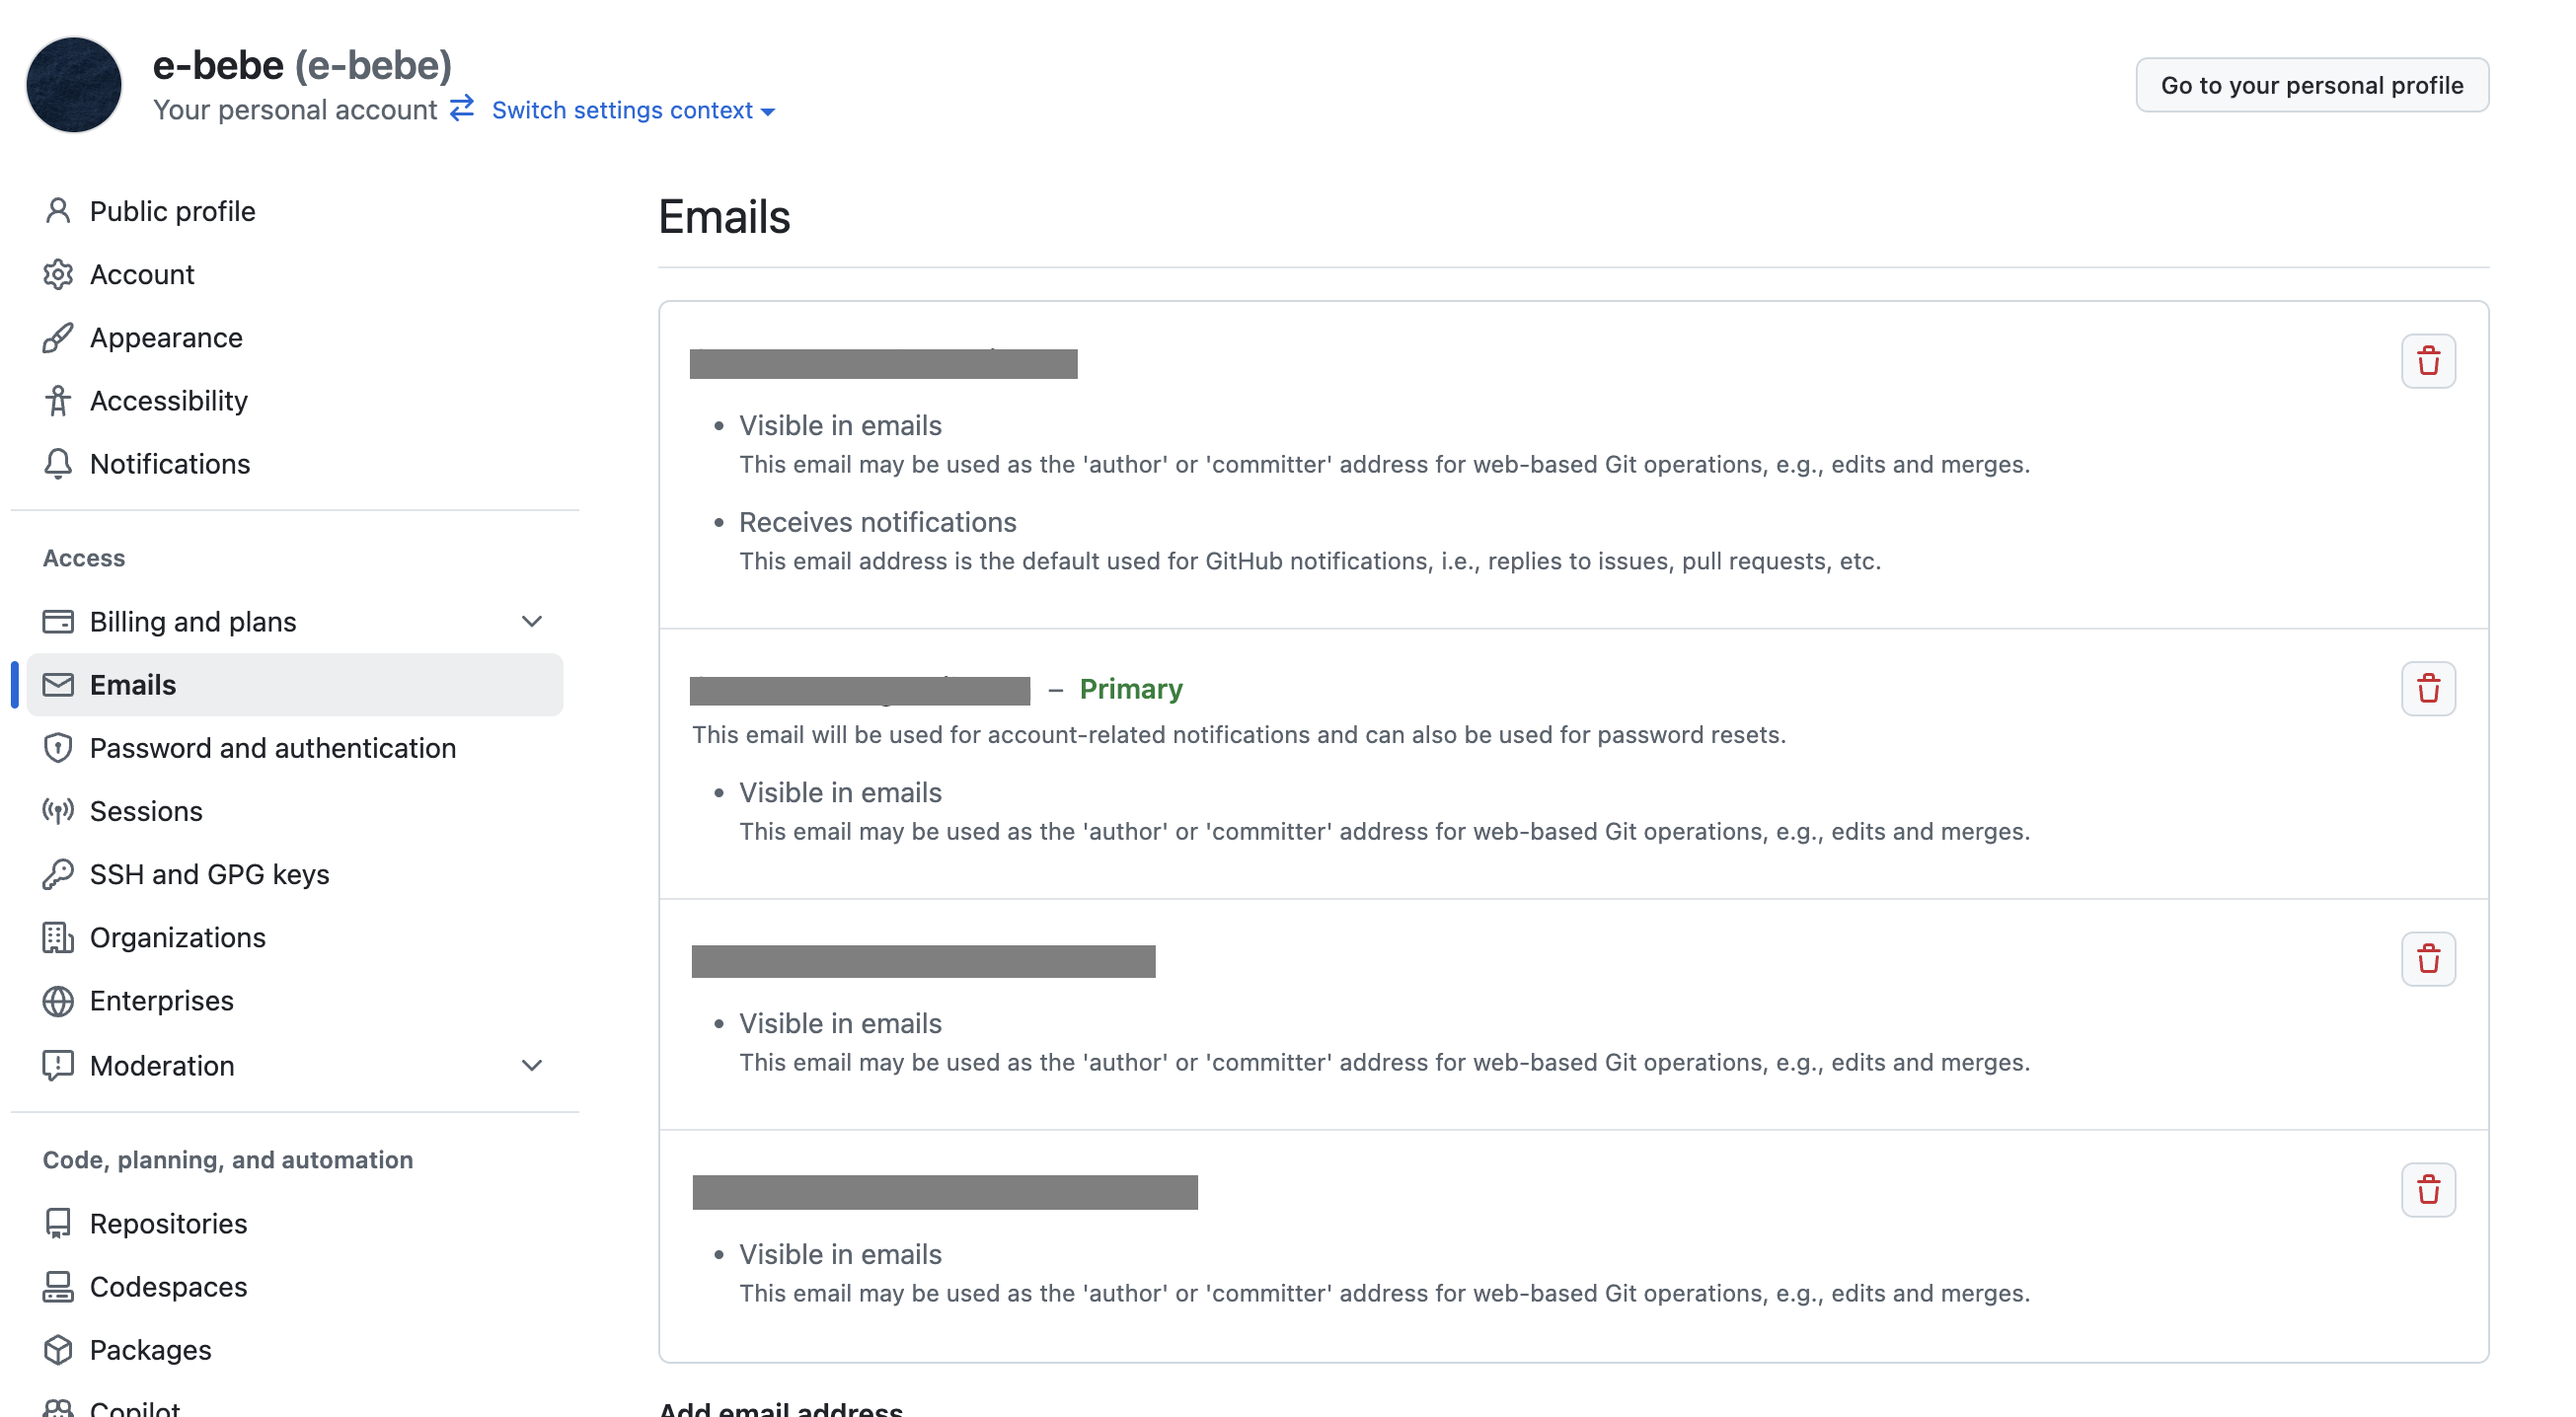 e-bebe (e-bebe)
Your personal account Switch settings context
Go to your personal profile
Public profile
Account
Appearance
Accessibility
Notifications
Access
Billing and plans
Emails
Password and authentication
Sessions
SSH and GPG keys
Organizations
Enterprises
Moderation
Code, planning, and automation
Repositories
Codespaces
Packages
Copilot
Emails
Visible in emails
This email may be used as the 'author' or 'committer' address for web-based Git operations, e.g., edits and merges.
Receives notifications
This email address is the default used for GitHub notifications, i.e., replies to issues, pull requests, etc.
– Primary
This email will be used for account-related notifications and can also be used for password resets.
Visible in emails
This email may be used as the 'author' or 'committer' address for web-based Git operations, e.g., edits and merges.
Visible in emails
This email may be used as the 'author' or 'committer' address for web-based Git operations, e.g., edits and merges.
Visible in emails
This email may be used as the 'author' or 'committer' address for web-based Git operations, e.g., edits and merges.
Add email address